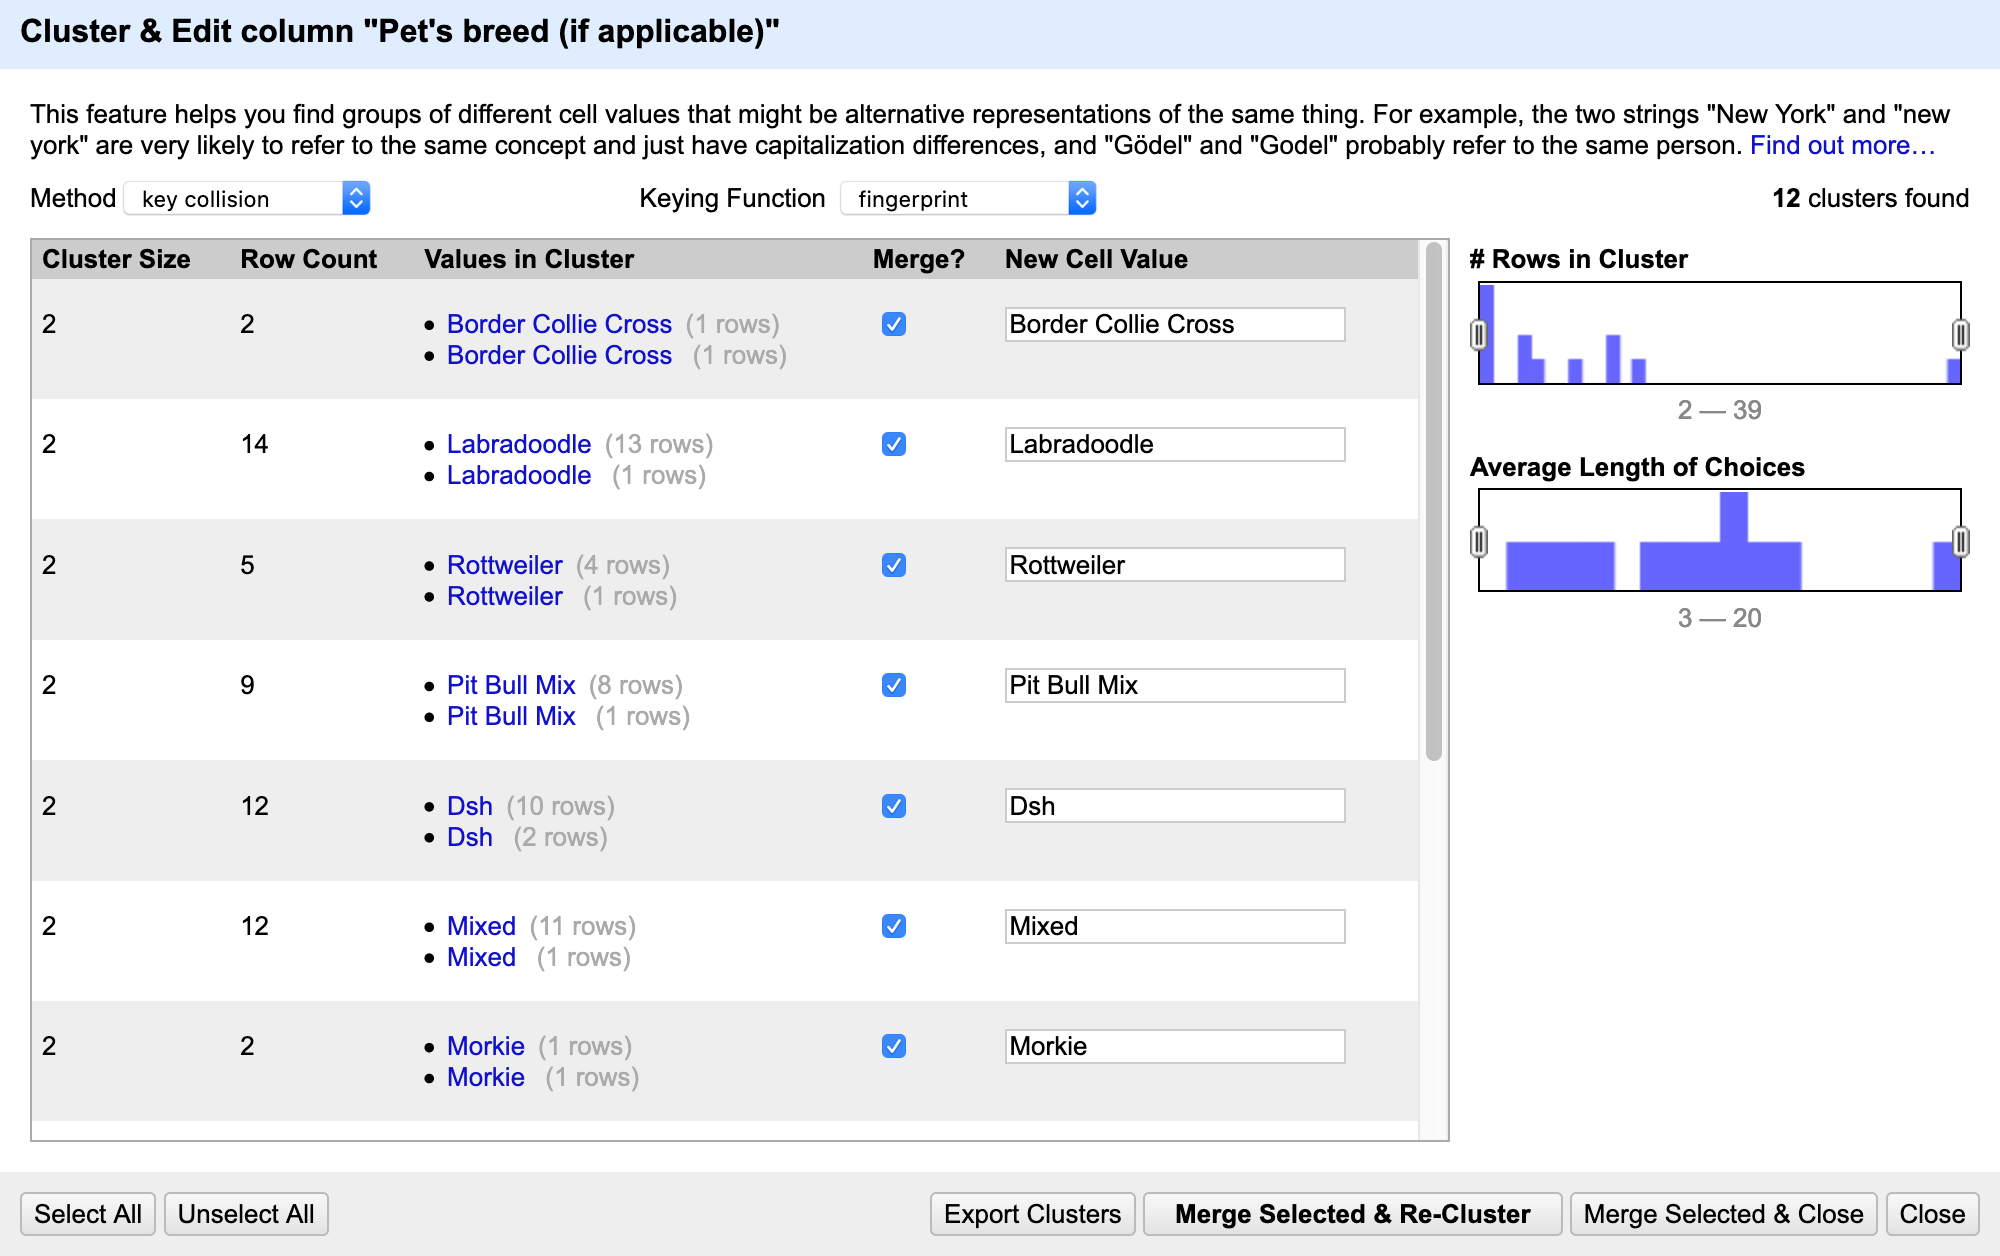 Cluster & Edit column "Pet's breed (if applicable)"
This feature helps you find groups of different cell values that might be alternative representations of the same thing. For example, the two strings "New York" and "new
york" are very likely to refer to the same concept and just have capitalization differences, and "Gödel" and "Godel" probably refer to the same person. Find out more…
Method key collision Keying Function fingerprint 12 clusters found
Cluster Size Row Count Values in Cluster Merge? New Cell Value
2 2 • Border Collie Cross (1 rows) Border Collie Cross
• Border Collie Cross (1 rows)
2 14 • Labradoodle (13 rows) Labradoodle
• Labradoodle (1 rows)
2 5 • Rottweiler (4 rows) Rottweiler
• Rottweiler (1 rows)
2 9 • Pit Bull Mix (8 rows) Pit Bull Mix
• Pit Bull Mix (1 rows)
2 12 • Dsh (10 rows) Dsh
• Dsh (2 rows)
2 12 • Mixed (11 rows) Mixed
• Mixed (1 rows)
2 2 • Morkie (1 rows) Morkie
• Morkie (1 rows)
# Rows in Cluster
2 — 39
Average Length of Choices
3 — 20
Select All Unselect All Export Clusters Merge Selected & Re-Cluster Merge Selected & Close Close